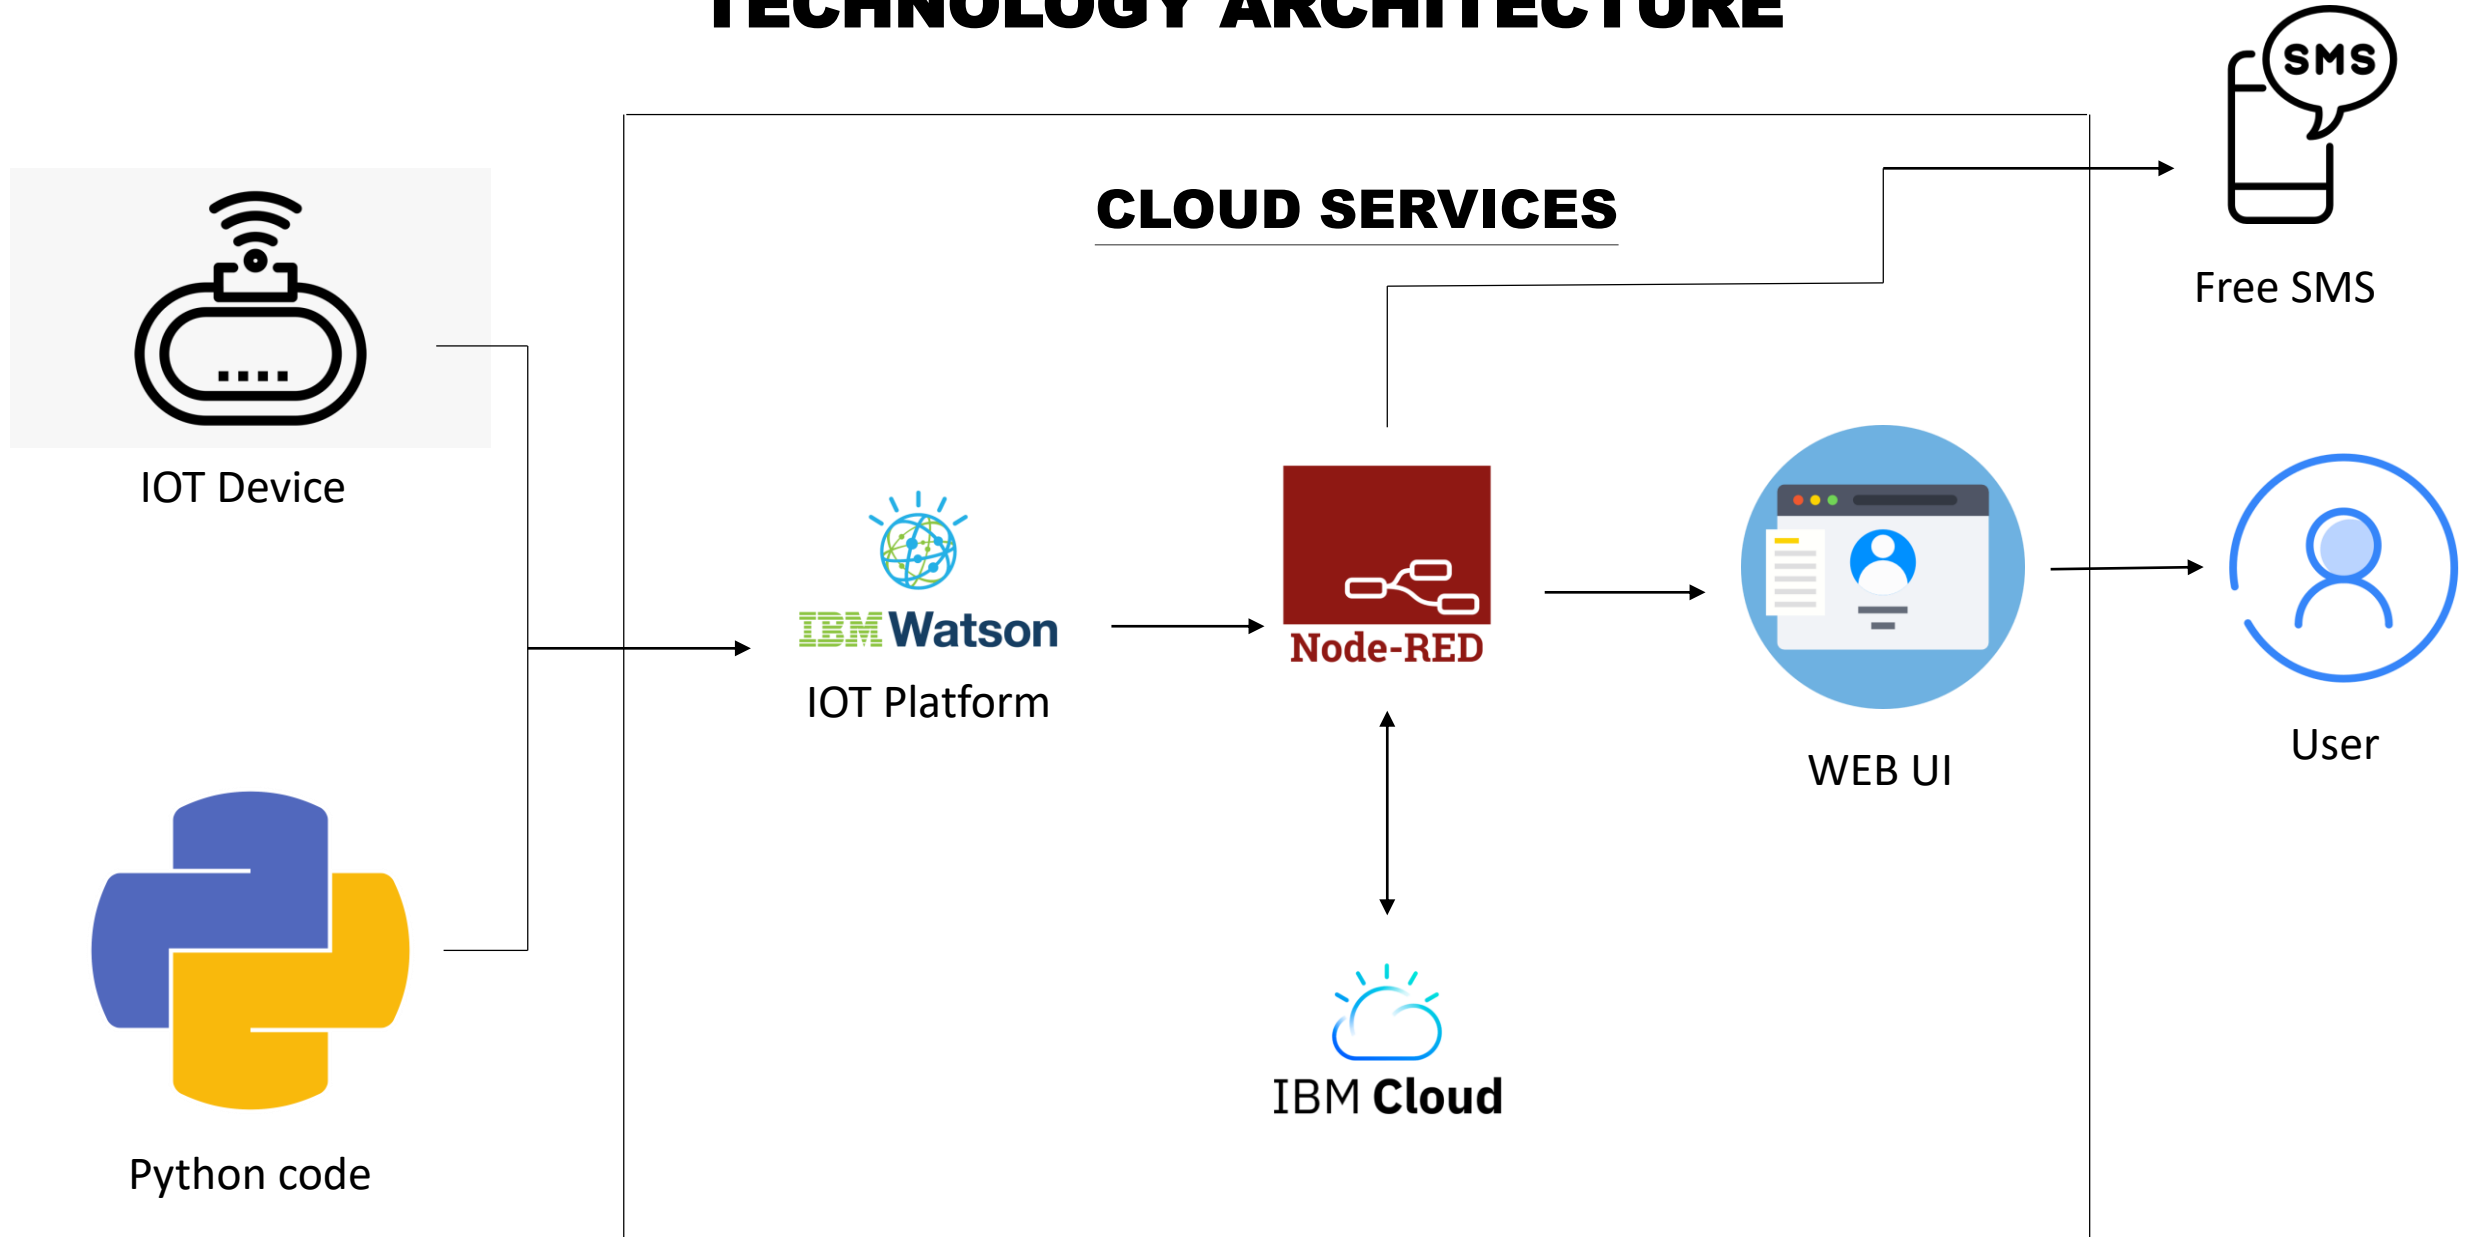 TECHNOLOGY ARCHITECTURE
SMS
CLOUD SERVICES
Free SMS
IOT Device
IBM Watson
IOT Platform
Node-RED
WEB UI
User
IBM Cloud
Python code